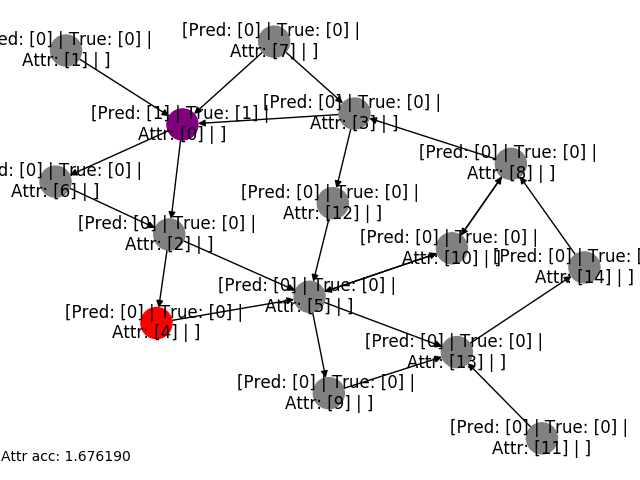 [Pred: [0] | True: [0] |
Attr: [7] | ]
ed: [0] | True: [0] |
Attr: [1] | ]
[Pred: [0] | True: [0] |
Attr: [3] | ]
[Pred: [1] | True: [1] |
Attr: [0] | ]
[Pred: [0] | True: [0] |
Attr: [8] | ]
d: [0] | True: [0] |
Attr: [6] | ]
[Pred: [0] | True: [0] |
Attr: [12] | ]
[Pred: [0] | True: [0] |
Attr: [2] | ]
[Pred: [0] | True: [0] |
Attr: [10] | ]
[Pred: [0] | True: [
Attr: [14] | ]
[Pred: [0] | True: [0] |
Attr: [5] | ]
[Pred: [0] | True: [0] |
Attr: [4] | ]
[Pred: [0] | True: [0] |
Attr: [13] | ]
[Pred: [0] | True: [0] |
Attr: [9] | ]
[Pred: [0] | True: [0] |
Attr: [11] | ]
Attr acc: 1.676190